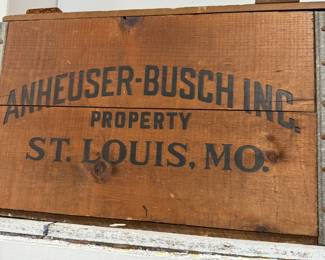 ANHEUSER-BUSCH INC.
PROPERTY
ST. LOUIS, MO.